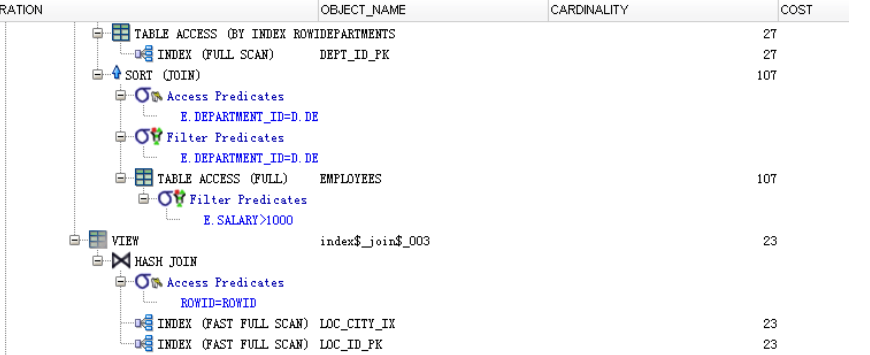 RATION OBJECT_NAME CARDINALITY COST
TABLE ACCESS (BY INDEX ROWIDEPARTMENTS 27
INDEX (FULL SCAN) DEPT_ID_PK 27
SORT (JOIN) 107
Access Predicates
E.DEPARTMENT_ID=D.DE
Filter Predicates
E.DEPARTMENT_ID=D.DE
TABLE ACCESS (FULL) EMPLOYEES 107
Filter Predicates
E.SALARY>1000
VIEW index$_join$_003 23
HASH JOIN
Access Predicates
ROWID=ROWID
INDEX (FAST FULL SCAN) LOC_CITY_IX 23
INDEX (FAST FULL SCAN) LOC_ID_PK 23